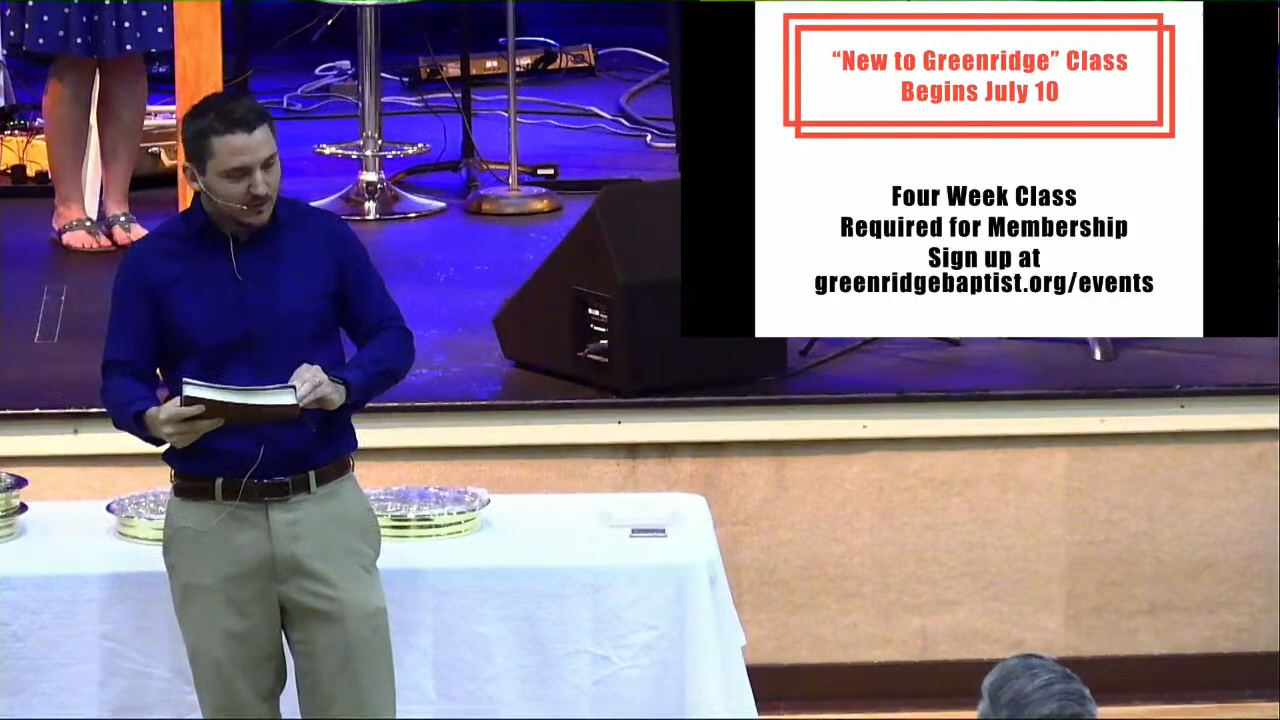 “New to Greenridge” Class
Begins July 10
Four Week Class
Required for Membership
Sign up at
greenridgebaptist.org/events